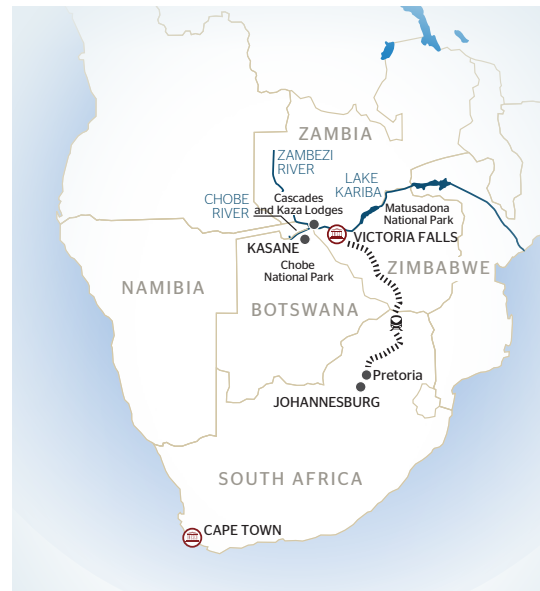 ZAMBIA
ZAMBEZI
RIVER
LAKE
KARIBA
CHOBE
RIVER
Cascades
and Kaza Lodges
Matusadona
National Park
VICTORIA FALLS
KASANE
Chobe
National Park
ZIMBABWE
NAMIBIA
BOTSWANA
Pretoria
JOHANNESBURG
SOUTH AFRICA
CAPE TOWN